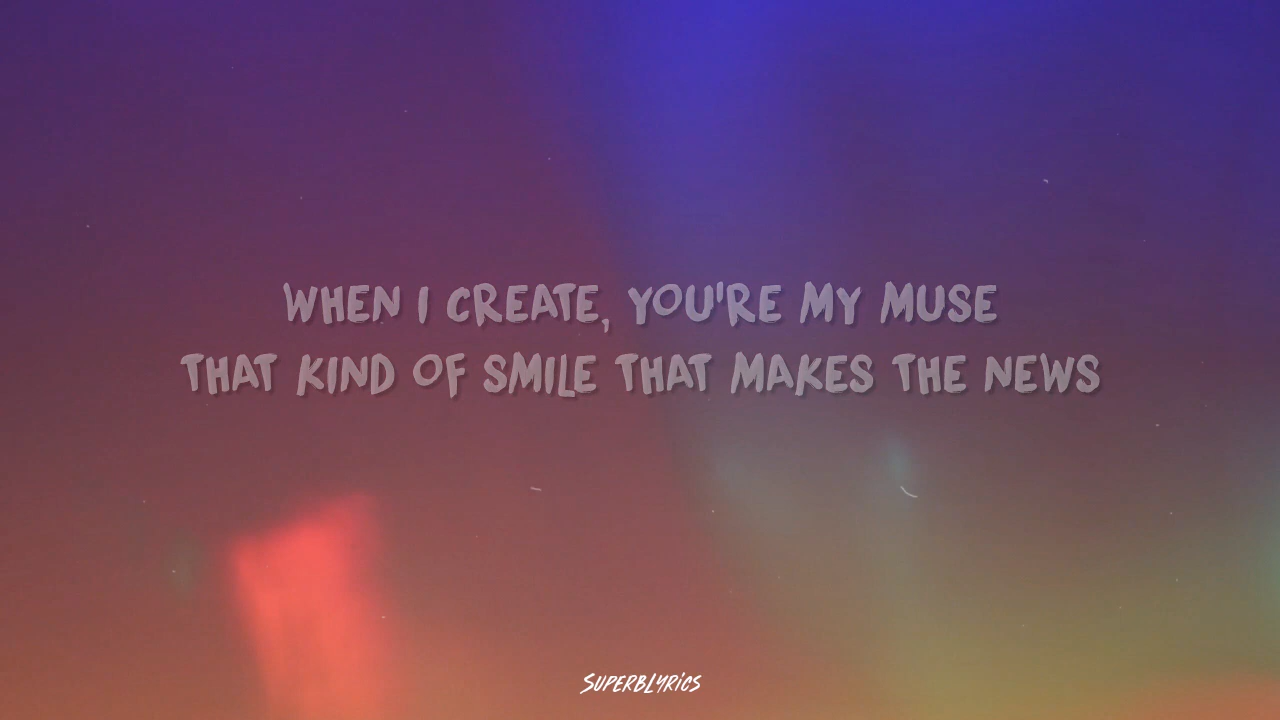 WHEN I CREATE, YOU'RE MY MUSE
THAT KIND OF SMILE THAT MAKES THE NEWS
SUPERBLYRICS